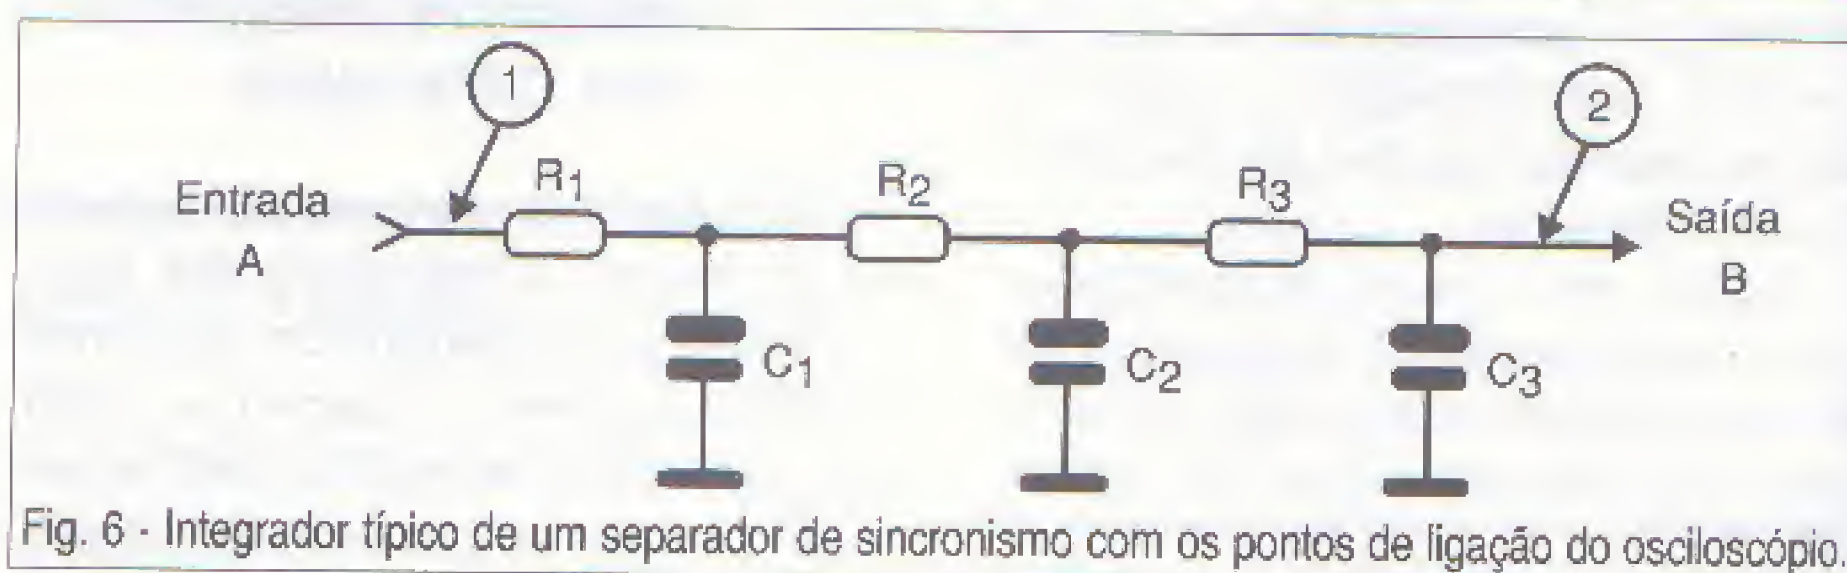 1
2
Entrada
A
R1
R2
R3
Saída
B
C1
C2
C3
Fig. 6 - Integrador típico de um separador de sincronismo com os pontos de ligação do osciloscópio.